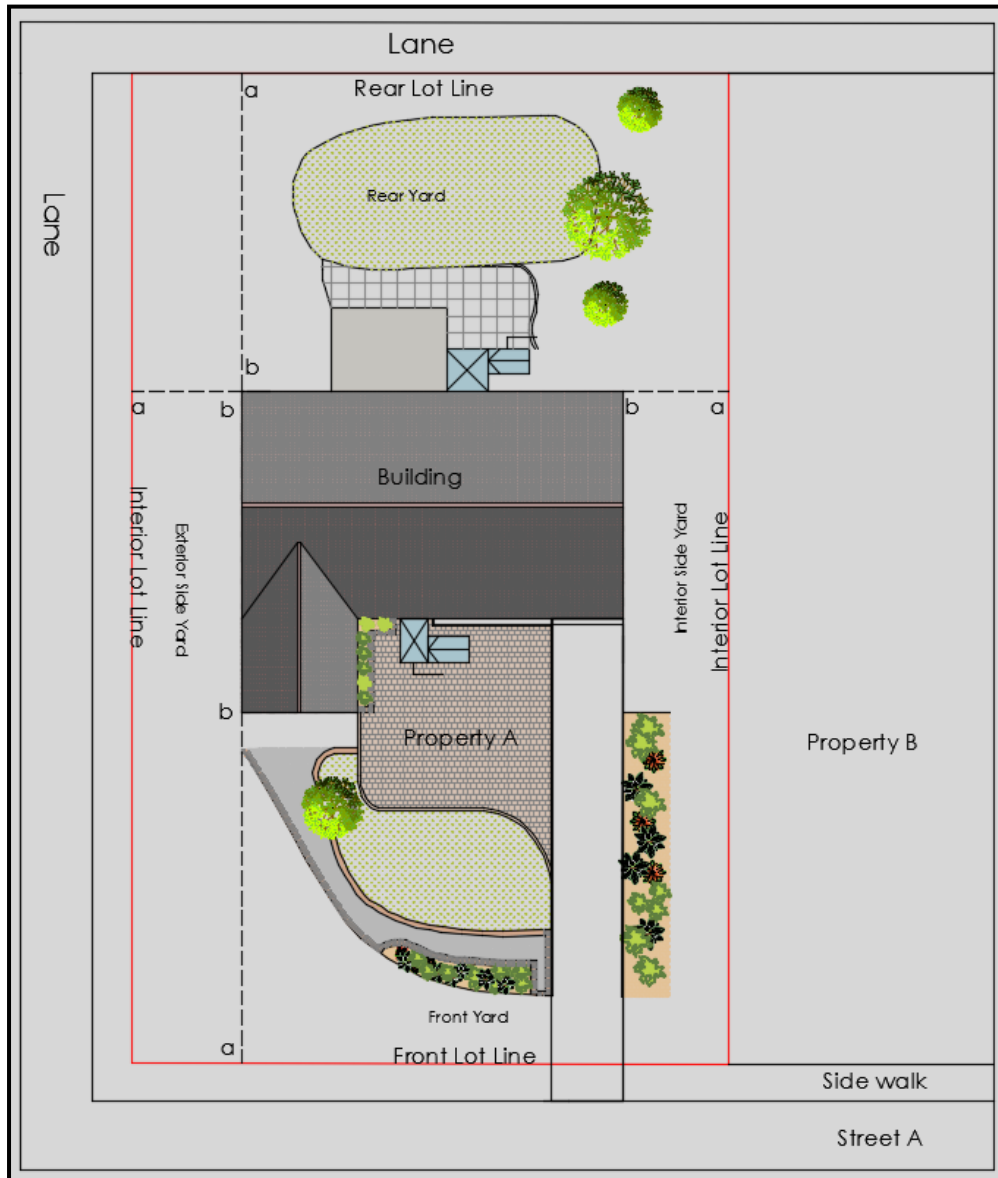 Lane
a
Rear Lot Line
Lane
Rear Yard
b
a
b
b
a
Building
Interior Lot Line
Exterior Side Yard
Interior Side Yard
Interior Lot Line
b
Property A
Property B
Front Yard
a
Front Lot Line
Side walk
Street A